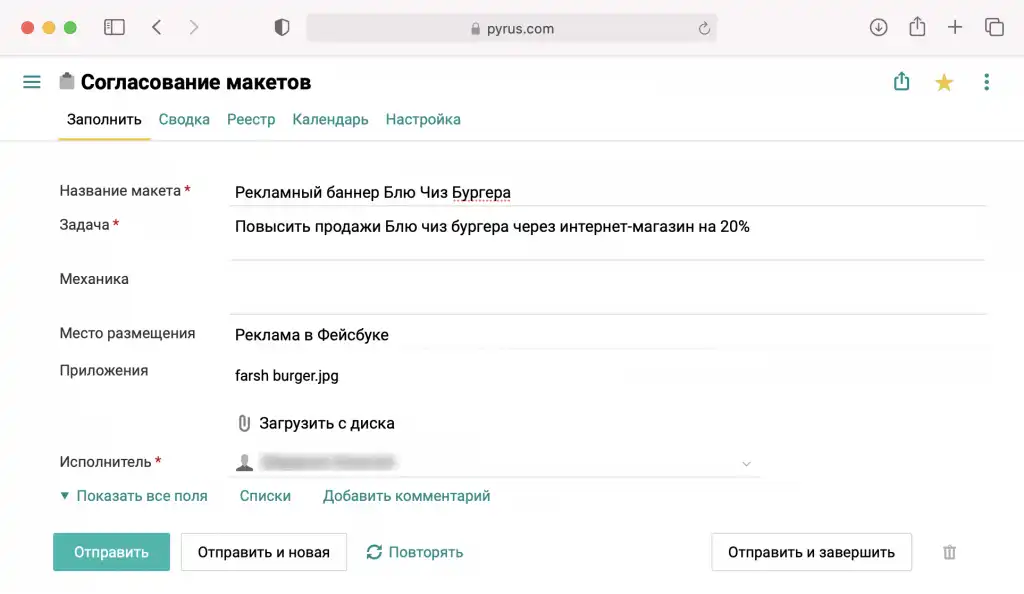 pyrus.com
Согласование макетов
Заполнить Сводка Реестр Календарь Настройка
Название макета * Рекламный баннер Блю Чиз Бургера
Задача * Повысить продажи Блю чиз бургера через интернет-магазин на 20%
Механика
Место размещения Реклама в Фейсбуке
Приложения farsh burger.jpg
Загрузить с диска
Исполнитель *
Показать все поля Списки Добавить комментарий
Отправить Отправить и новая Повторять Отправить и завершить